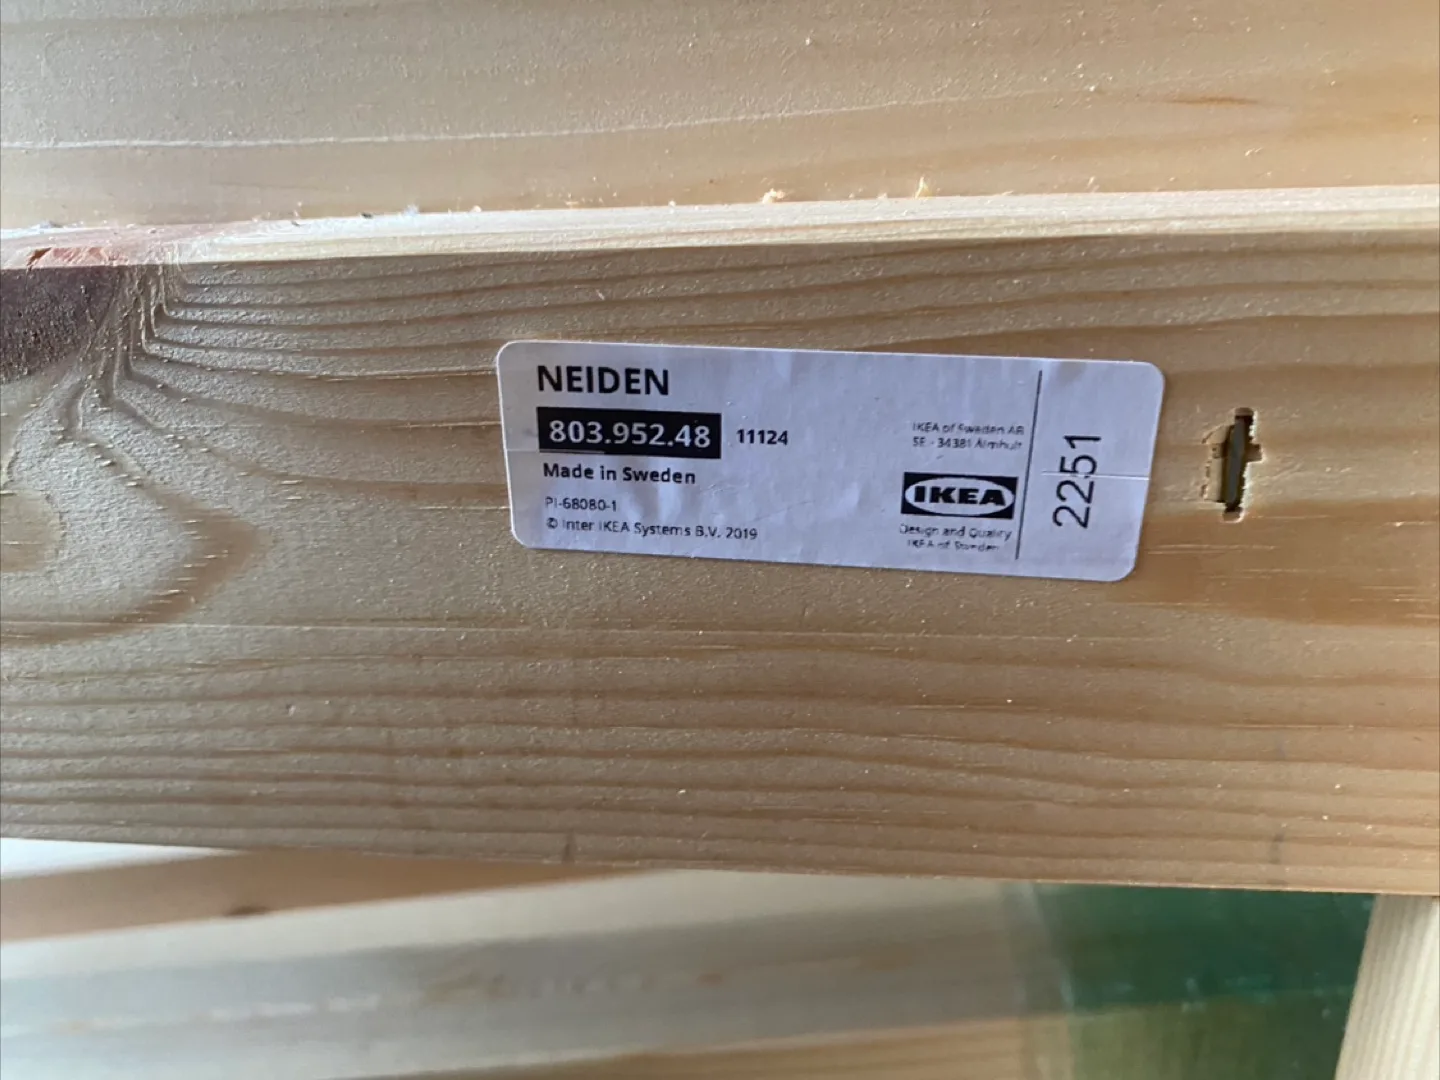 NEIDEN
803.952.48 11124
Made in Sweden
PI-68080-1
© Inter IKEA Systems B.V. 2019
IKEA of Sweden AB
SE - 34381 Älmhult
IKEA
Design and Quality
IKEA of Sweden
2251